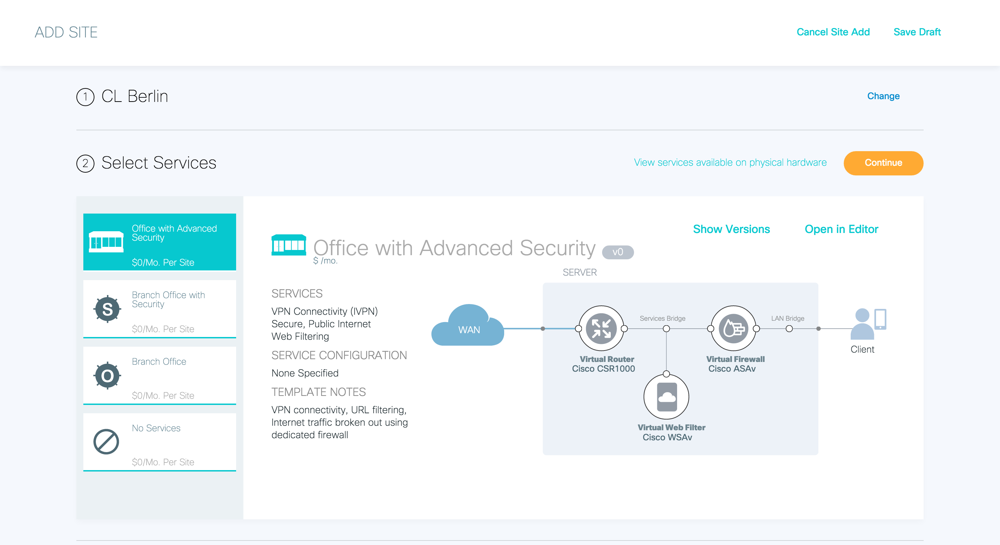 ADD SITE
Cancel Site Add
Save Draft
1 CL Berlin
Change
2 Select Services
View services available on physical hardware
Continue
Office with Advanced
Security
$0/Mo. Per Site
S
Branch Office with
Security
$0/Mo. Per Site
O
Branch Office
$0/Mo. Per Site
No Services
$0/Mo. Per Site
Show Versions
Open in Editor
Office with Advanced Security v0
$ /mo.
SERVICES
VPN Connectivity (IVPN)
Secure, Public Internet
Web Filtering
SERVICE CONFIGURATION
None Specified
TEMPLATE NOTES
VPN connectivity, URL filtering,
Internet traffic broken out using
dedicated firewall
SERVER
WAN
Services Bridge
LAN Bridge
Virtual Router
Cisco CSR1000
Virtual Firewall
Cisco ASAv
Client
Virtual Web Filter
Cisco WSAv